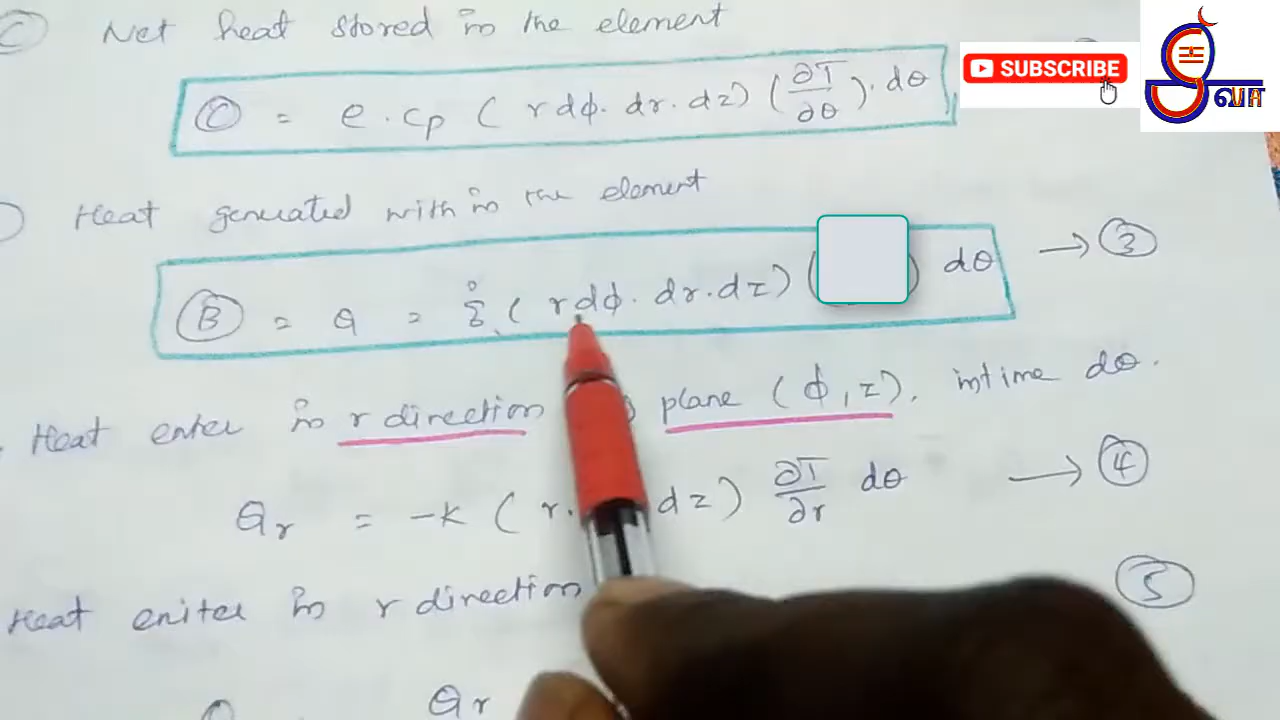 SUBSCRIBE
சிவா
C Net heat stored in the element
C = e . Cp ( r dϕ . dr . dz ) ( ∂T/∂θ ) . dθ
Heat generated with in the element
B = Q = ( r dϕ . dr . dz ) ( ) dθ → 3
Heat enter in r direction plane ( ϕ , z ) , in time dθ .
Qr = -K ( r. dz ) ∂T/∂r dθ → 4
Heat eniter in r direction 5
Qr